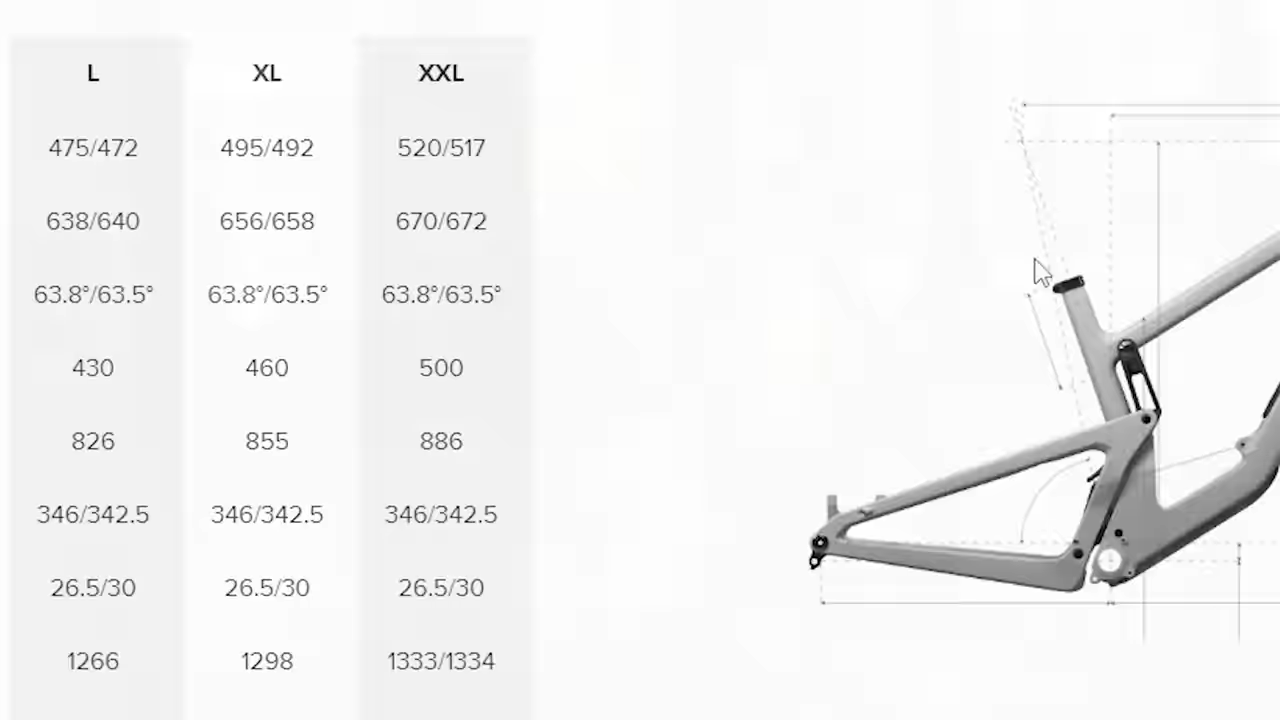 L XL XXL
475/472 495/492 520/517
638/640 656/658 670/672
63.8°/63.5° 63.8°/63.5° 63.8°/63.5°
430 460 500
826 855 886
346/342.5 346/342.5 346/342.5
26.5/30 26.5/30 26.5/30
1266 1298 1333/1334